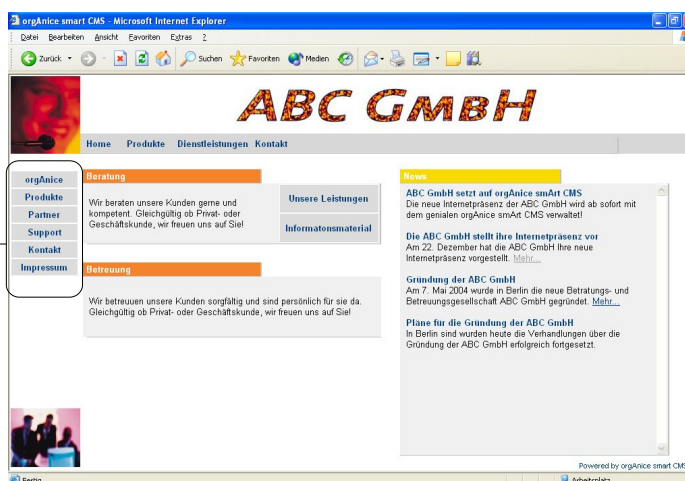 orgAnice smart CMS - Microsoft Internet Explorer
Datei Bearbeiten Ansicht Favoriten Extras ?
Zurück Suchen Favoriten Medien
ABC GmbH
Home Produkte Dienstleistungen Kontakt
orgAnice
Produkte
Partner
Support
Kontakt
Impressum
Beratung
Wir beraten unsere Kunden gerne und
kompetent. Gleichgültig ob Privat- oder
Geschäftskunde, wir freuen uns auf Sie!
Unsere Leistungen
Informatonsmaterial
Betreuung
Wir betreuuen unsere Kunden sorgfältig und sind persönlich für sie da.
Gleichgültig ob Privat- oder Geschäftskunde, wir freuen uns auf Sie!
News
ABC GmbH setzt auf orgAnice smArt CMS
Die neue Internetpräsenz der ABC GmbH wird ab sofort mit
dem genialen orgAnice smArt CMS verwaltet!
Die ABC GmbH stellt ihre Internetpräsenz vor
Am 22. Dezember hat die ABC GmbH Ihre neue
Internetpräsenz vorgestellt. Mehr...
Gründung der ABC GmbH
Am 7. Mai 2004 wurde in Berlin die neue Betratungs- und
Betreuungsgesellschaft ABC GmbH gegründet. Mehr...
Pläne für die Gründung der ABC GmbH
In Berlin sind wurden heute die Verhandlungen über die
Gründung der ABC GmbH erfolgreich fortgesetzt.
Powered by orgAnice smart CMS
Fertig Arbeitsplatz